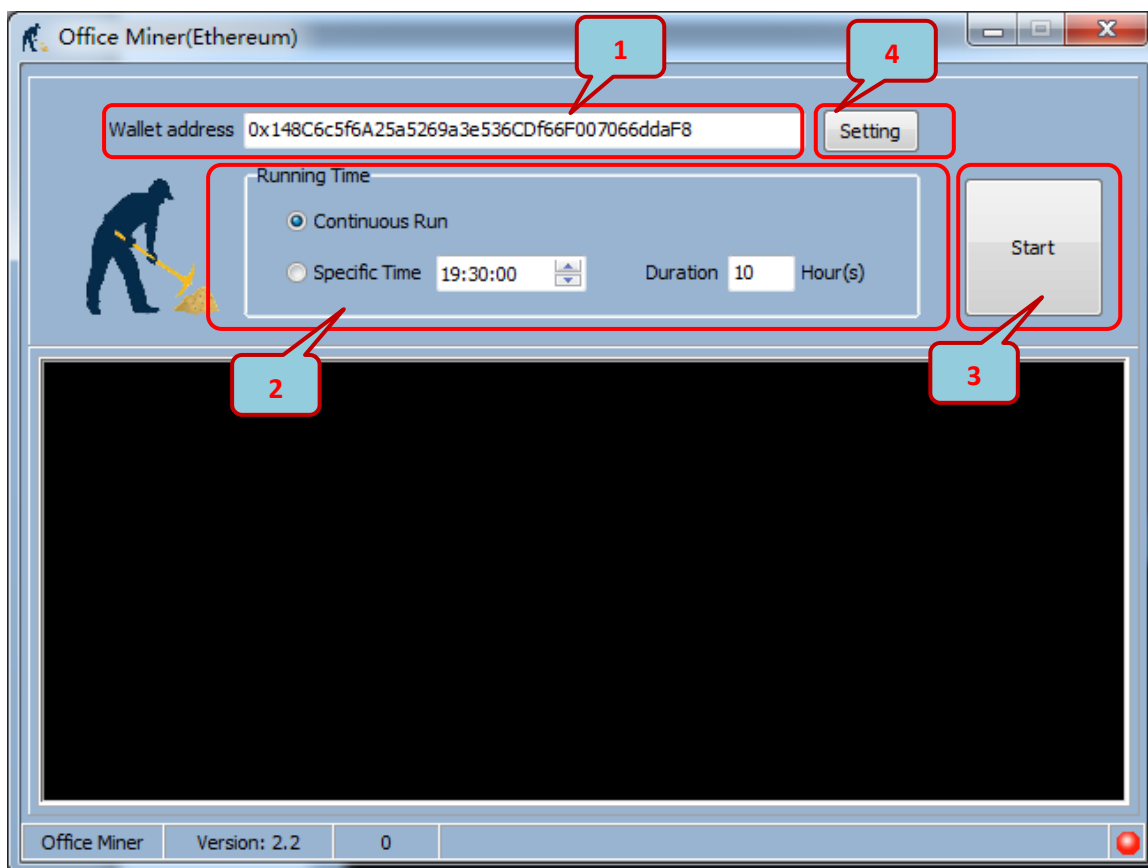 Office Miner(Ethereum)
1
4
Wallet address 0x148C6c5f6A25a5269a3e536CDf66F007066ddaF8 Setting
Running Time
Continuous Run
Specific Time 19:30:00 Duration 10 Hour(s)
Start
2
3
Office Miner Version: 2.2 0